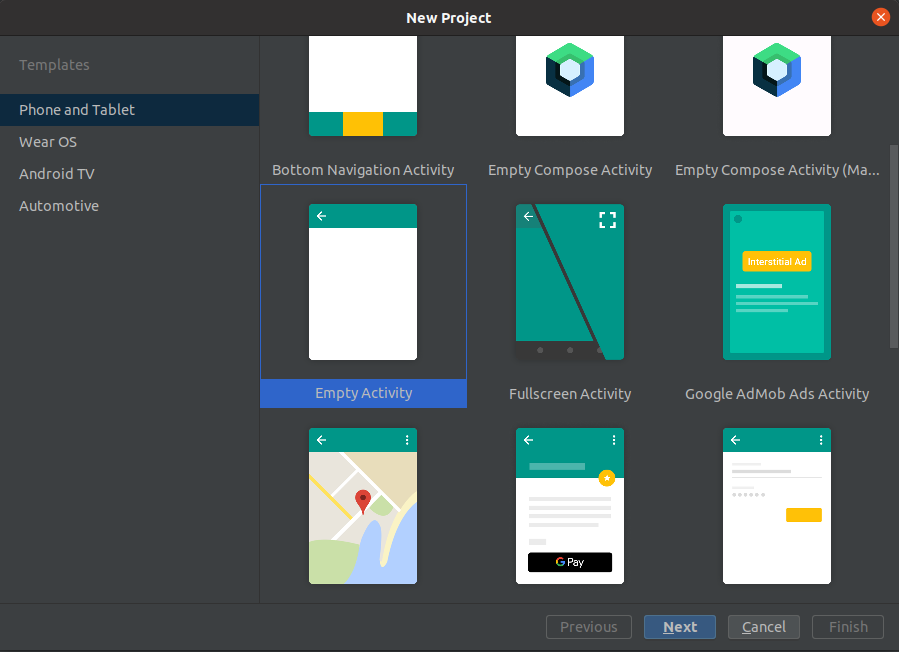 New Project
Templates
Phone and Tablet
Wear OS
Android TV
Automotive
Bottom Navigation Activity
Empty Compose Activity
Empty Compose Activity (Ma...
Interstitial Ad
Empty Activity
Fullscreen Activity
Google AdMob Ads Activity
G Pay
Previous
Next
Cancel
Finish